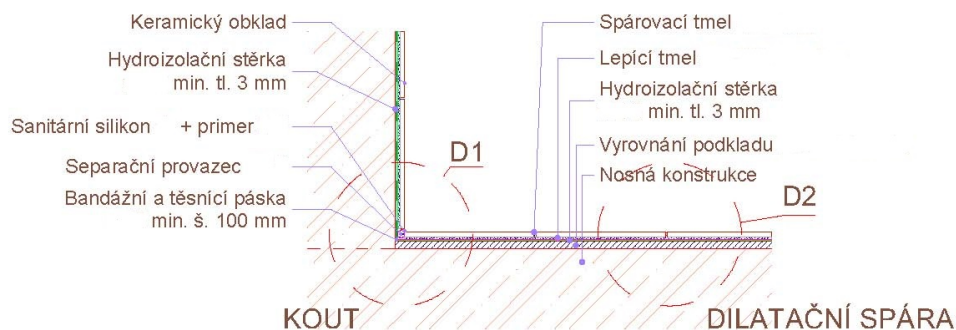 Keramický obklad
Hydroizolační stěrka
min. tl. 3 mm
Sanitární silikon + primer
Separační provazec
Bandážní a těsnící páska
min. š. 100 mm
Spárovací tmel
Lepící tmel
Hydroizolační stěrka
min. tl. 3 mm
Vyrovnání podkladu
Nosná konstrukce
D1
D2
KOUT
DILATAČNÍ SPÁRA